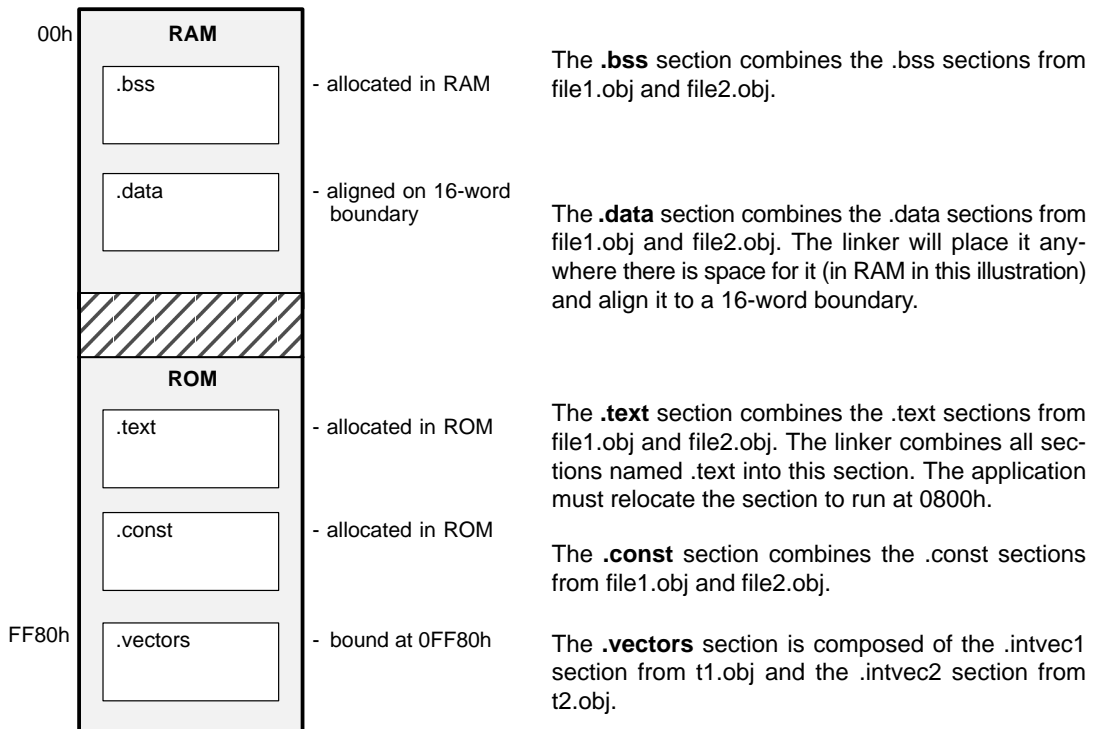 00h
RAM
.bss
- allocated in RAM
The .bss section combines the .bss sections from
file1.obj and file2.obj.
.data
- aligned on 16-word
boundary
The .data section combines the .data sections from
file1.obj and file2.obj. The linker will place it any-
where there is space for it (in RAM in this illustration)
and align it to a 16-word boundary.
ROM
.text
- allocated in ROM
The .text section combines the .text sections from
file1.obj and file2.obj. The linker combines all sec-
tions named .text into this section. The application
must relocate the section to run at 0800h.
.const
- allocated in ROM
The .const section combines the .const sections
from file1.obj and file2.obj.
FF80h
.vectors
- bound at 0FF80h
The .vectors section is composed of the .intvec1
section from t1.obj and the .intvec2 section from
t2.obj.